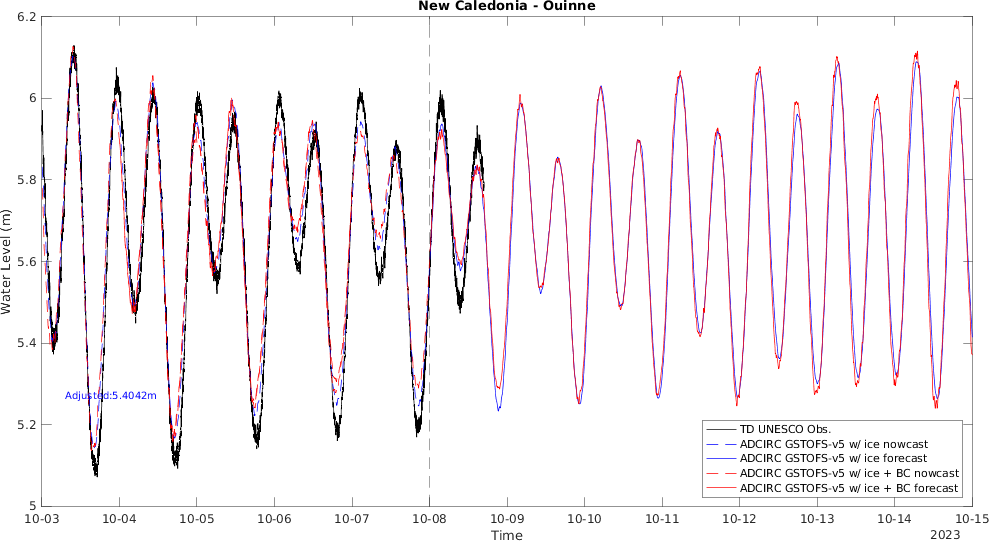 New Caledonia - Ouinne
6.2
6
5.8
5.6
5.4
5.2
5
Water Level (m)
Adjusted:5.4042m
TD UNESCO Obs.
ADCIRC GSTOFS-v5 w/ ice nowcast
ADCIRC GSTOFS-v5 w/ ice forecast
ADCIRC GSTOFS-v5 w/ ice + BC nowcast
ADCIRC GSTOFS-v5 w/ ice + BC forecast
10-03 10-04 10-05 10-06 10-07 10-08 10-09 10-10 10-11 10-12 10-13 10-14 10-15
Time
2023